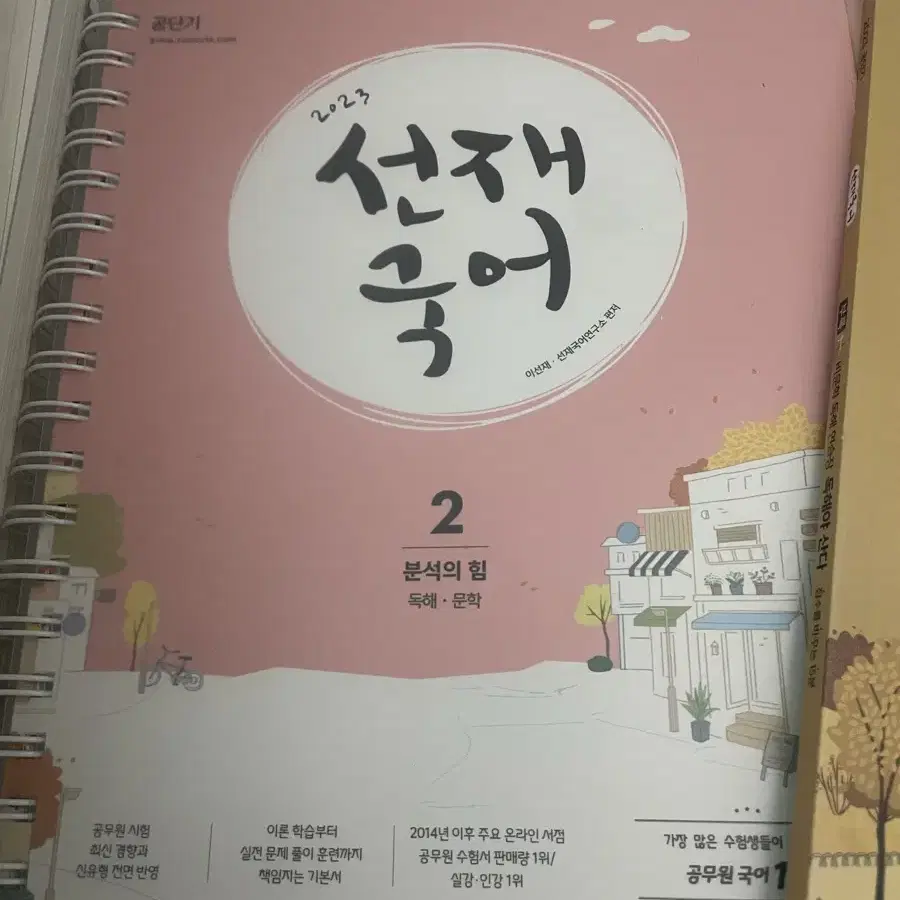 공단기
2023
선재
국어
이선재 · 선재국어연구소 편저
2
분석의 힘
독해 · 문학
공무원 시험
최신 경향과
신유형 전면 반영
이론 학습부터
실전 문제 풀이 훈련까지
책임지는 기본서
2014년 이후 주요 온라인 서점
공무원 수험서 판매량 1위/
실강·인강 1위
가장 많은 수험생들이
공무원 국어 1
독해야 산다